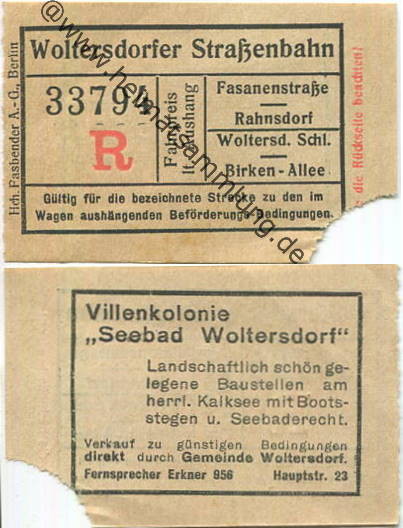 Woltersdorfer Straßenbahn
33794
R
Fahrpreis
lt. Aushang
Fasanenstraße
Rahnsdorf
Woltersd. Schl.
Birken-Allee
Gültig für die bezeichnete Strecke zu den im
Wagen aushängenden Beförderungs-Bedingungen.
Hch. Fasbender A.-G., Berlin
die Rückseite beachten!
@www.heimatsammlung.de
Villenkolonie
„Seebad Woltersdorf“
Landschaftlich schön ge-
legene Baustellen am
herrl. Kalksee mit Boots-
stegen u. Seebaderecht.
Verkauf zu günstigen Bedingungen
direkt durch Gemeinde Woltersdorf.
Fernsprecher Erkner 956 Hauptstr. 23